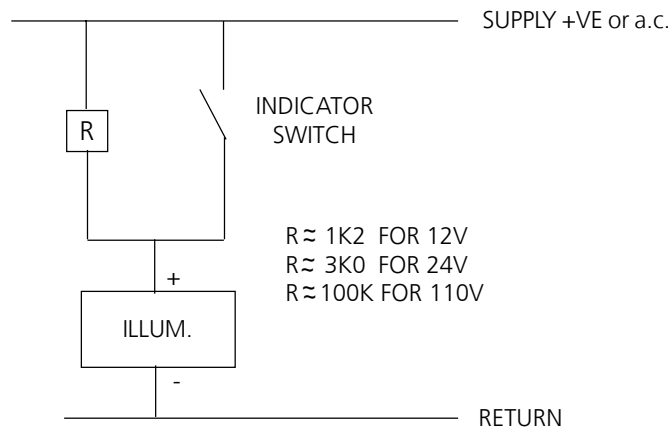 SUPPLY +VE or a.c.
R
INDICATOR
SWITCH
R ≈ 1K2 FOR 12V
R ≈ 3K0 FOR 24V
R ≈ 100K FOR 110V
+
ILLUM.
-
RETURN